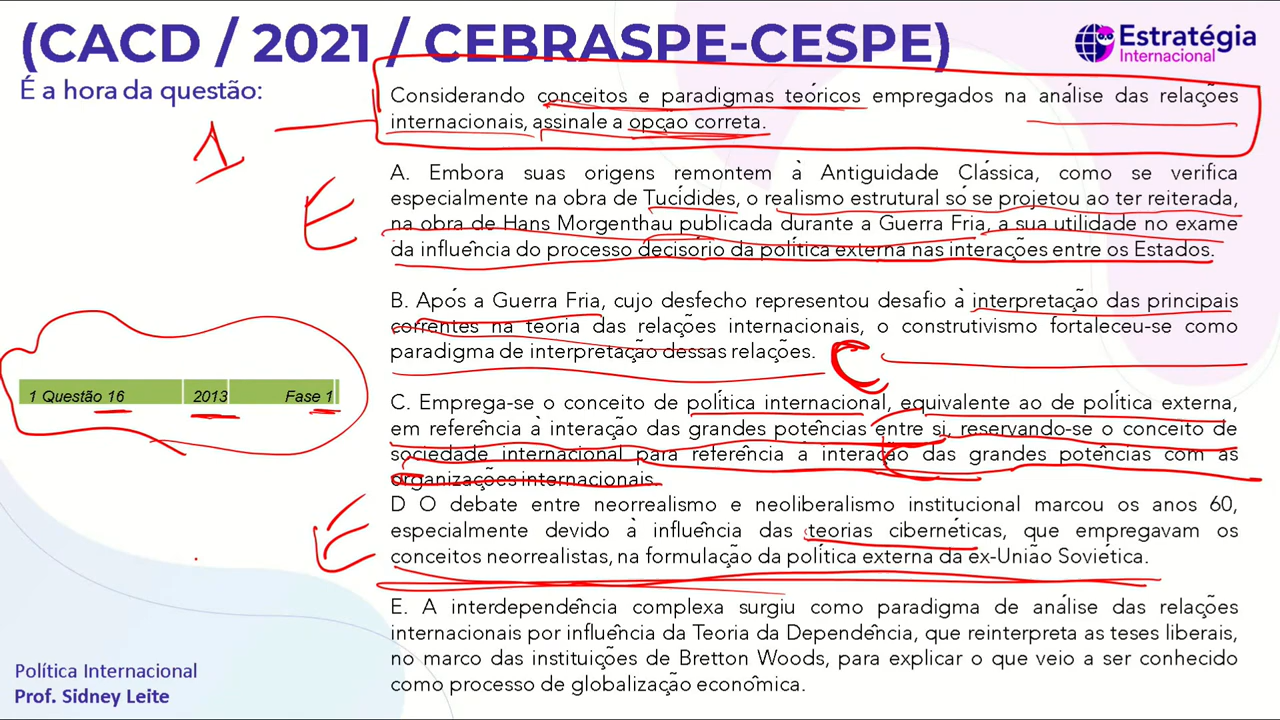 (CACD / 2021 / CEBRASPE-CESPE)
Estratégia
Internacional
É a hora da questão:
Considerando conceitos e paradigmas teóricos empregados na análise das relações
internacionais, assinale a opção correta.
1
A. Embora suas origens remontem à Antiguidade Clássica, como se verifica
especialmente na obra de Tucídides, o realismo estrutural só se projetou ao ter reiterada,
na obra de Hans Morgenthau publicada durante a Guerra Fria, a sua utilidade no exame
da influência do processo decisório da política externa nas interações entre os Estados.
E
B. Após a Guerra Fria, cujo desfecho representou desafio à interpretação das principais
correntes na teoria das relações internacionais, o construtivismo fortaleceu-se como
paradigma de interpretação dessas relações.
C
1 Questão 16 2013 Fase 1
C. Emprega-se o conceito de política internacional, equivalente ao de política externa,
em referência à interação das grandes potências entre si, reservando-se o conceito de
sociedade internacional para referência à interação das grandes potências com as
organizações internacionais.
D O debate entre neorrealismo e neoliberalismo institucional marcou os anos 60,
especialmente devido à influência das teorias cibernéticas, que empregavam os
conceitos neorrealistas, na formulação da política externa da ex-União Soviética.
E
E. A interdependência complexa surgiu como paradigma de análise das relações
internacionais por influência da Teoria da Dependência, que reinterpreta as teses liberais,
no marco das instituições de Bretton Woods, para explicar o que veio a ser conhecido
como processo de globalização econômica.
Política Internacional
Prof. Sidney Leite